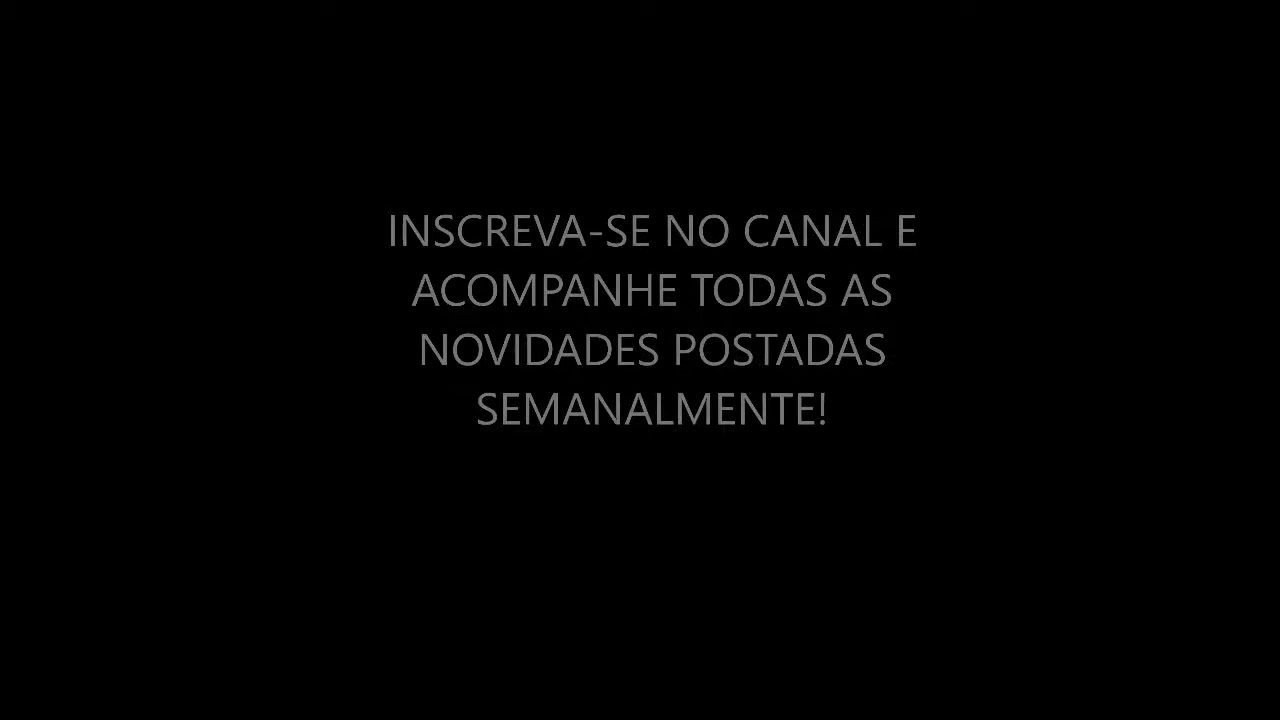 INSCREVA-SE NO CANAL E
ACOMPANHE TODAS AS
NOVIDADES POSTADAS
SEMANALMENTE!